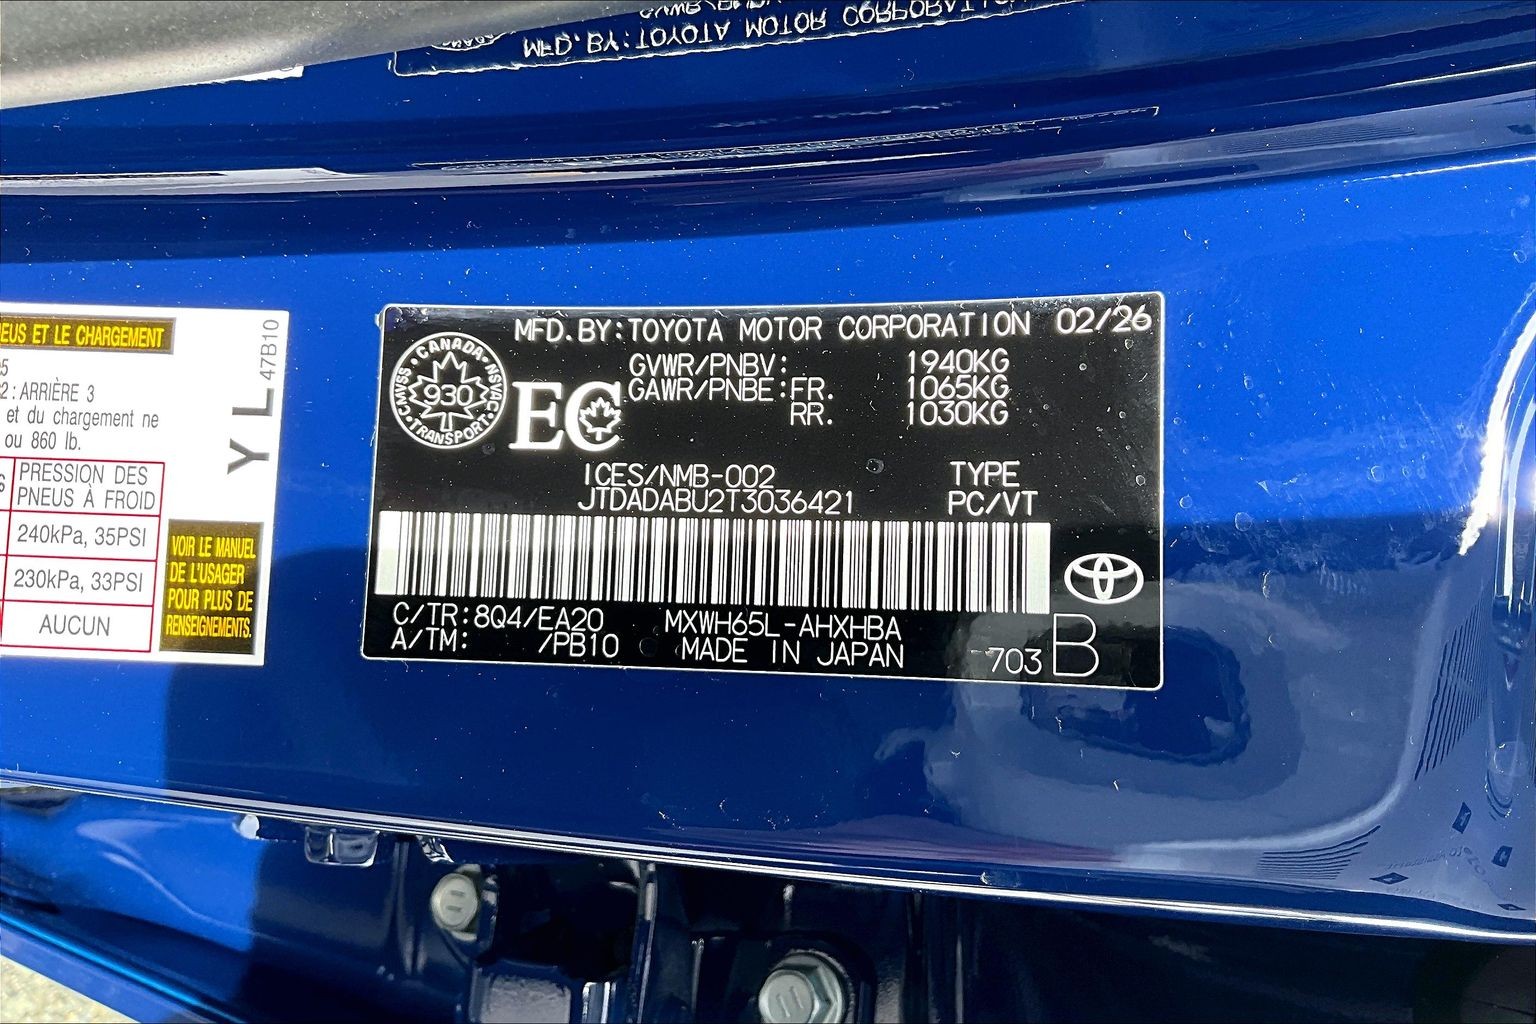 MFD. BY: TOYOTA MOTOR CORPORATION
EUS ET LE CHARGEMENT
2 : ARRIÈRE 3
et du chargement ne
ou 860 lb.
PRESSION DES
PNEUS À FROID
240kPa, 35PSI
230kPa, 33PSI
AUCUN
YL 47B10
VOIR LE MANUEL
DE L'USAGER
POUR PLUS DE
RENSEIGNEMENTS.
MFD.BY:TOYOTA MOTOR CORPORATION 02/26
CANADA
CMVSS 930 NSVAC
TRANSPORT
EC
GVWR/PNBV: 1940KG
GAWR/PNBE:FR. 1065KG
RR. 1030KG
ICES/NMB-002 TYPE
JTDADABU2T3036421 PC/VT
C/TR:8Q4/EA20 MXWH65L-AHXHBA
A/TM: /PB10 MADE IN JAPAN -703 B